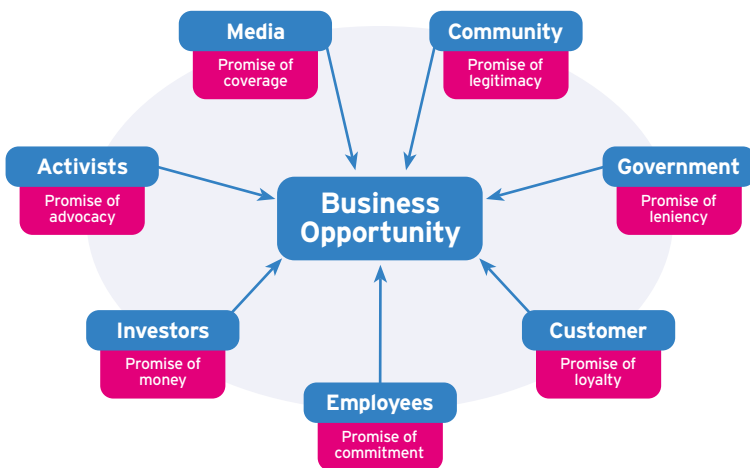 Media
Promise of
coverage
Community
Promise of
legitimacy
Activists
Promise of
advocacy
Business
Opportunity
Government
Promise of
leniency
Investors
Promise of
money
Customer
Promise of
loyalty
Employees
Promise of
commitment